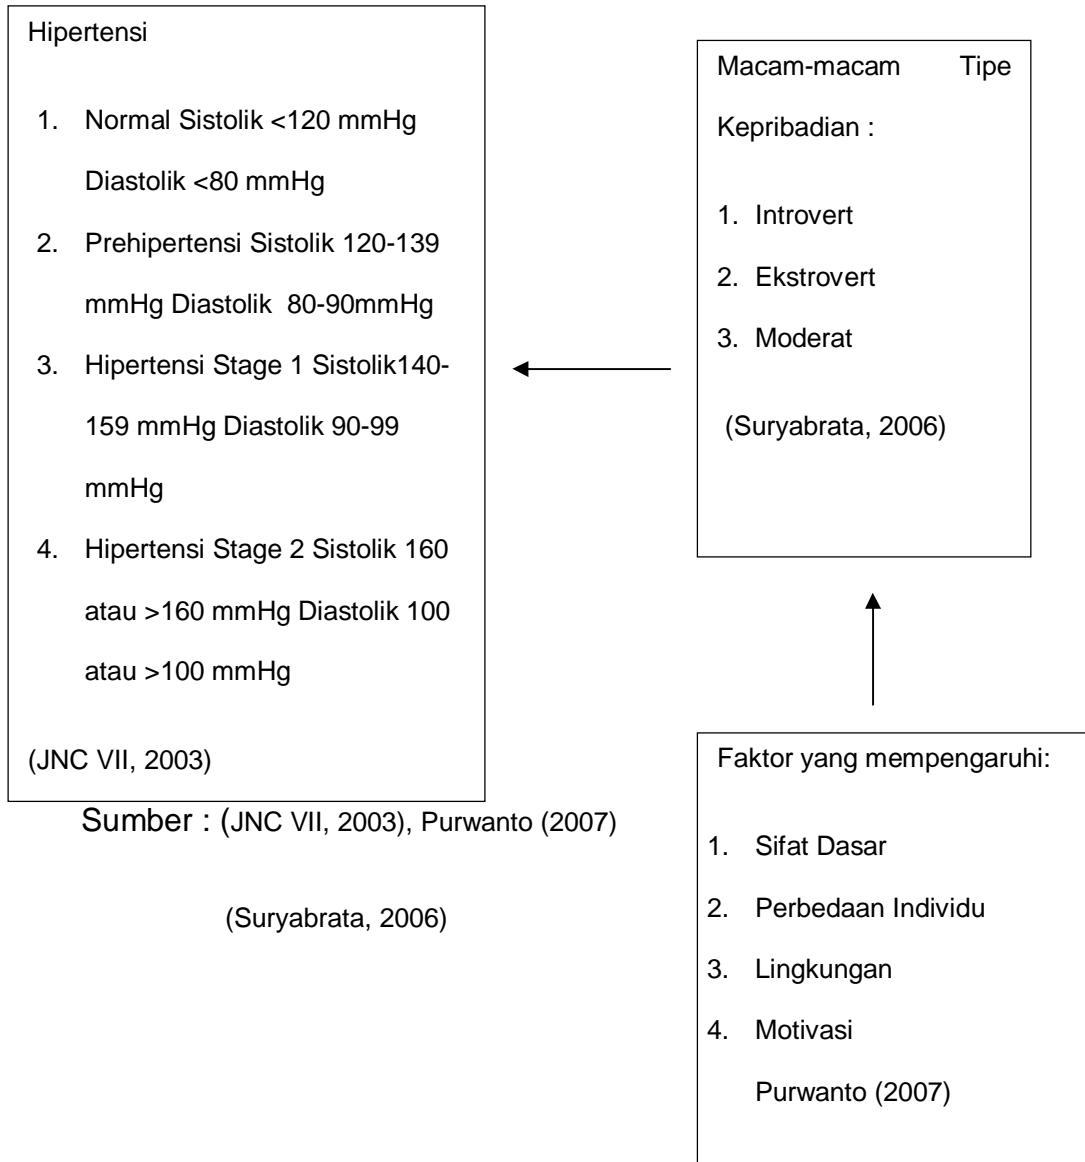 Hipertensi
1. Normal Sistolik <120 mmHg
Diastolik <80 mmHg
2. Prehipertensi Sistolik 120-139
mmHg Diastolik 80-90mmHg
3. Hipertensi Stage 1 Sistolik140-
159 mmHg Diastolik 90-99
mmHg
4. Hipertensi Stage 2 Sistolik 160
atau >160 mmHg Diastolik 100
atau >100 mmHg
(JNC VII, 2003)
Macam-macam Tipe
Kepribadian :
1. Introvert
2. Ekstrovert
3. Moderat
(Suryabrata, 2006)
Faktor yang mempengaruhi:
1. Sifat Dasar
2. Perbedaan Individu
3. Lingkungan
4. Motivasi
Purwanto (2007)
Sumber : (JNC VII, 2003), Purwanto (2007)
(Suryabrata, 2006)